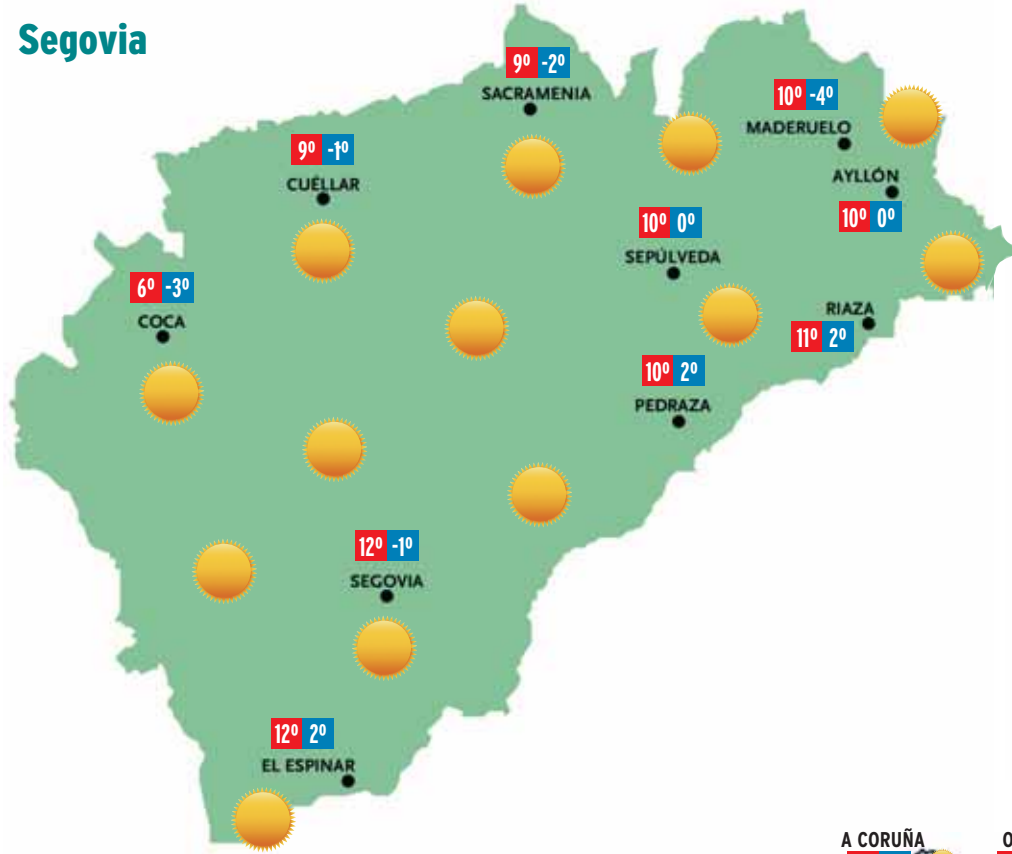 Segovia
9º -2º
SACRAMENIA
10º -4º
MADERUELO
9º -1º
CUÉLLAR
AYLLÓN
10º 0º
10º 0º
SEPÚLVEDA
6º -3º
COCA
RIAZA
11º 2º
10º 2º
PEDRAZA
12º -1º
SEGOVIA
12º 2º
EL ESPINAR
A CORUÑA